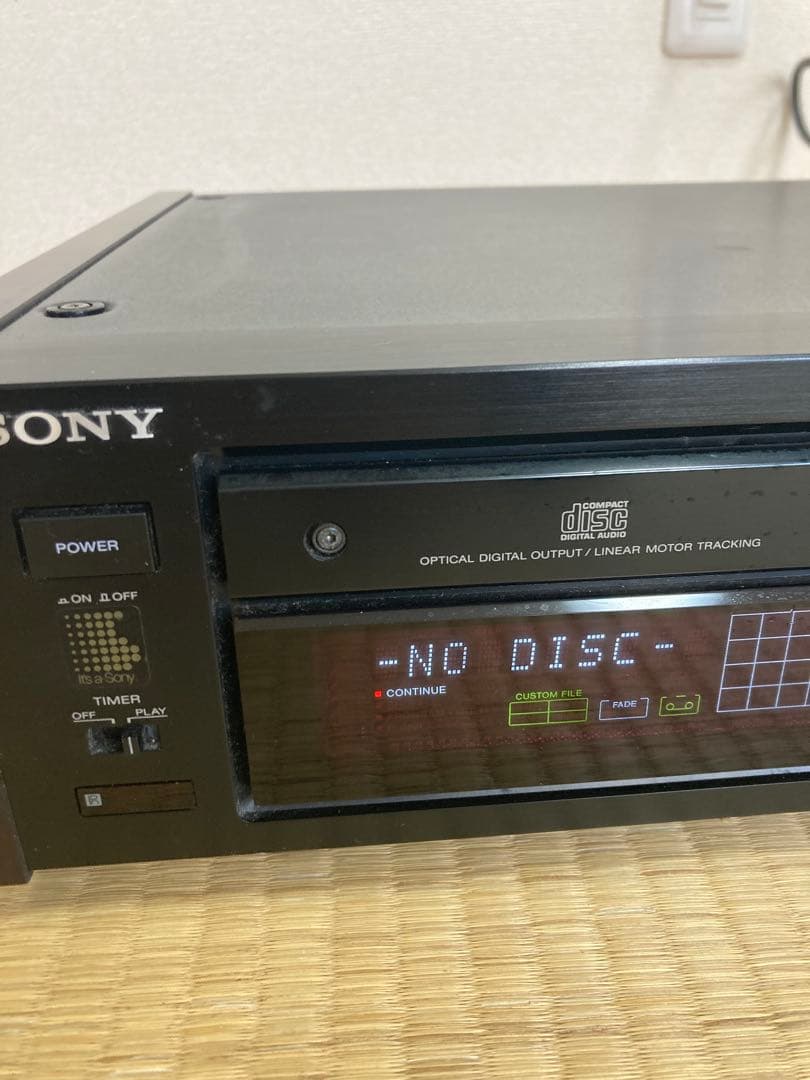 SONY
POWER
ON OFF
It's a Sony
TIMER
OFF PLAY
R
COMPACT
disc
DIGITAL AUDIO
OPTICAL DIGITAL OUTPUT / LINEAR MOTOR TRACKING
-NO DISC-
CONTINUE
CUSTOM FILE
FADE